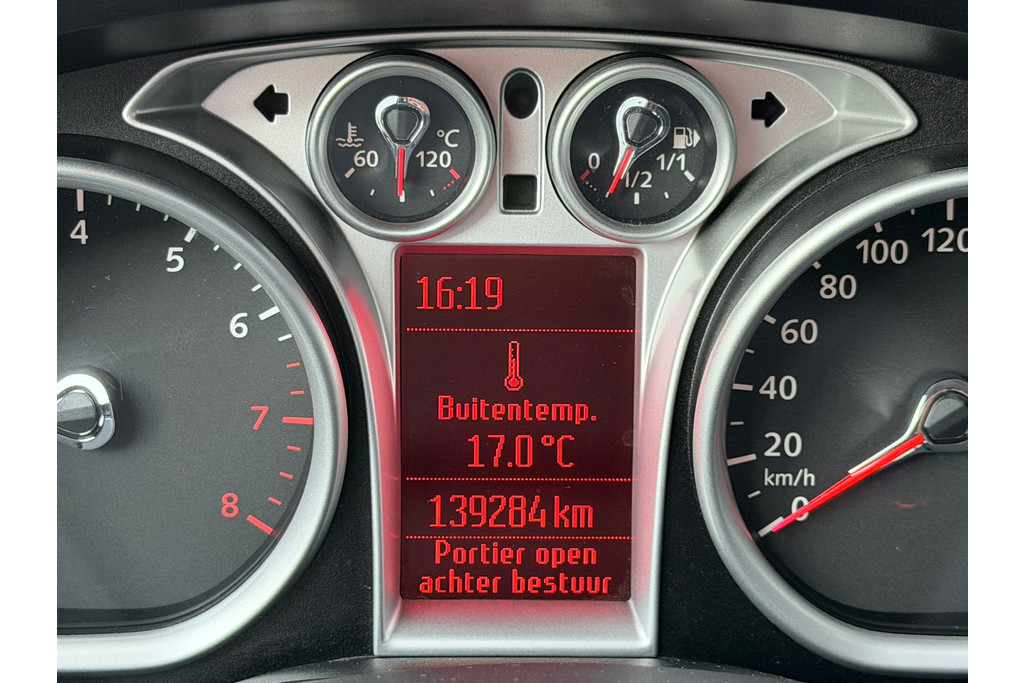 60 120 °C
0 1/2 1/1
4
5
6
7
8
16:19
Buitentemp.
17.0 °C
139284 km
Portier open
achter bestuur
120
100
80
60
40
20
km/h
0